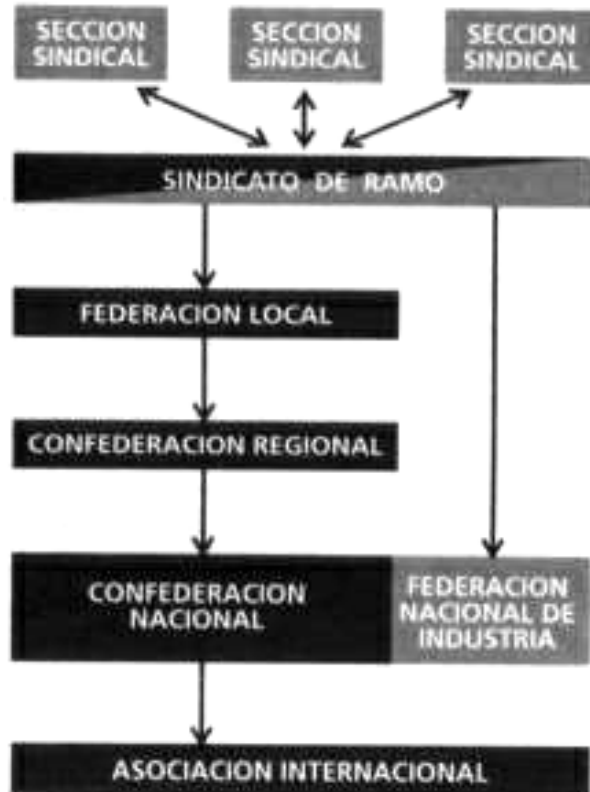 SECCION
SINDICAL
SECCION
SINDICAL
SECCION
SINDICAL
SINDICATO DE RAMO
FEDERACION LOCAL
CONFEDERACION REGIONAL
CONFEDERACION
NACIONAL
FEDERACION
NACIONAL DE
INDUSTRIA
ASOCIACION INTERNACIONAL